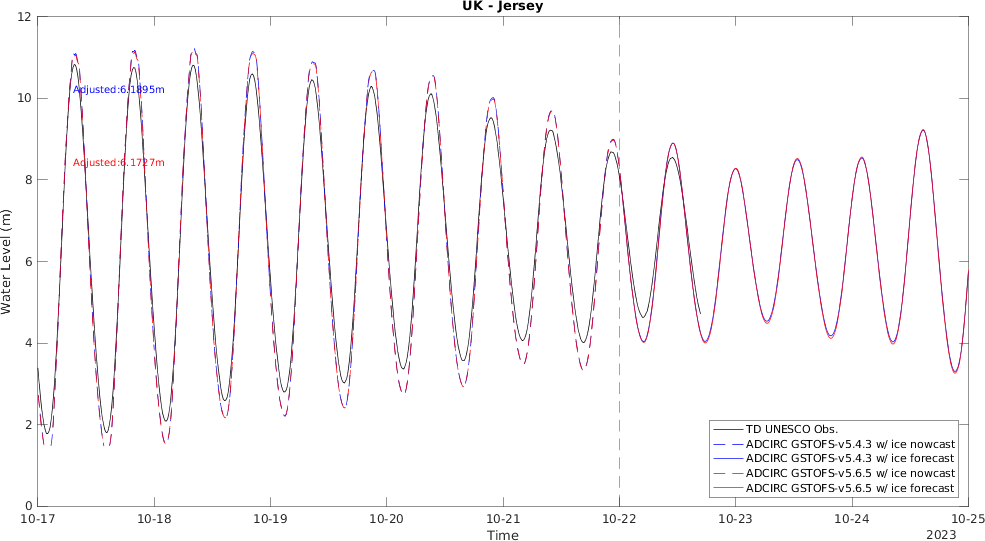 UK - Jersey
12
10
8
6
4
2
0
Water Level (m)
Adjusted:6.1895m
Adjusted:6.1727m
TD UNESCO Obs.
ADCIRC GSTOFS-v5.4.3 w/ ice nowcast
ADCIRC GSTOFS-v5.4.3 w/ ice forecast
ADCIRC GSTOFS-v5.6.5 w/ ice nowcast
ADCIRC GSTOFS-v5.6.5 w/ ice forecast
10-17 10-18 10-19 10-20 10-21 10-22 10-23 10-24 10-25
Time
2023